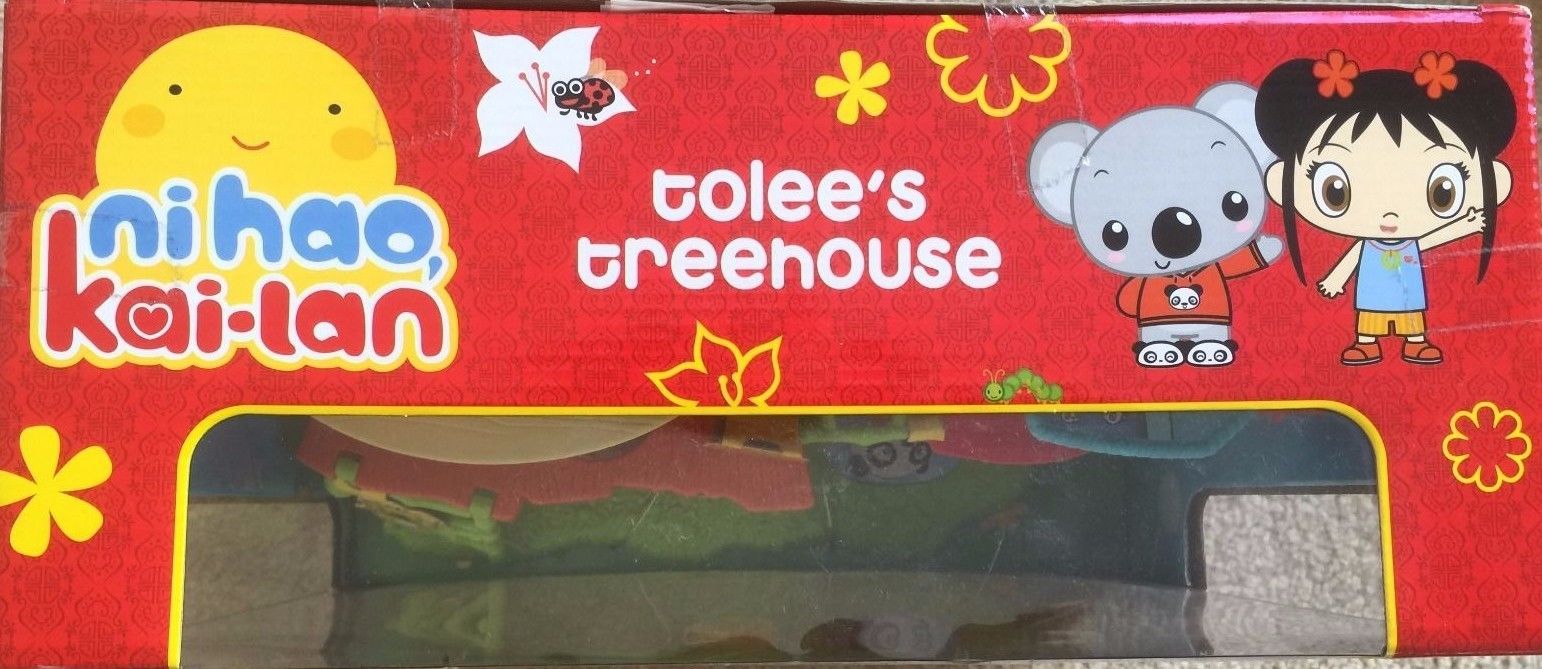 ni hao,
kai-lan
tolee's
treehouse